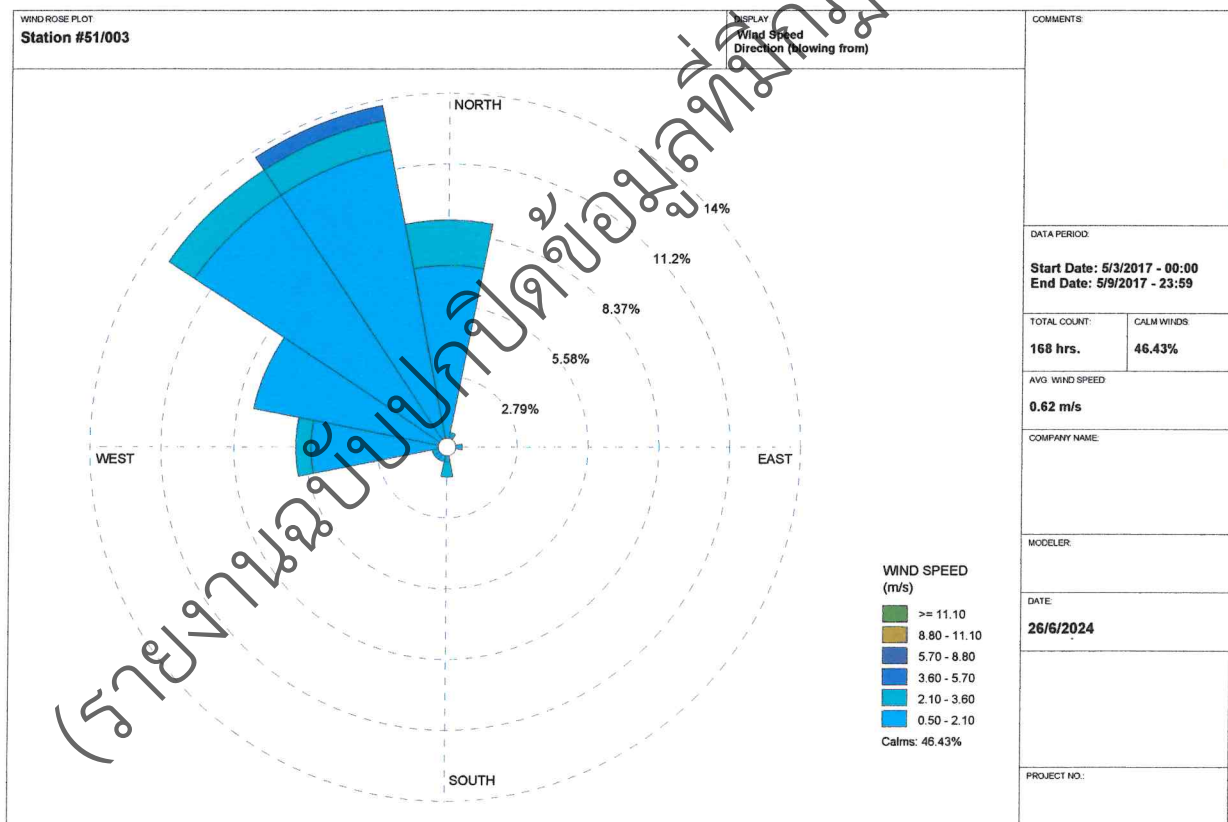 WIND ROSE PLOT:
Station #51/003
DISPLAY
Wind Speed
Direction (blowing from)
COMMENTS:
NORTH
14%
11.2%
8.37%
5.58%
2.79%
WEST
EAST
SOUTH
WIND SPEED
(m/s)
>= 11.10
8.80 - 11.10
5.70 - 8.80
3.60 - 5.70
2.10 - 3.60
0.50 - 2.10
Calms: 46.43%
DATA PERIOD:
Start Date: 5/3/2017 - 00:00
End Date: 5/9/2017 - 23:59
TOTAL COUNT:
168 hrs.
CALM WINDS:
46.43%
AVG. WIND SPEED:
0.62 m/s
COMPANY NAME:
MODELER:
DATE:
26/6/2024
PROJECT NO.:
(รายงานฉบับปกปิดข้อมูลที่มี